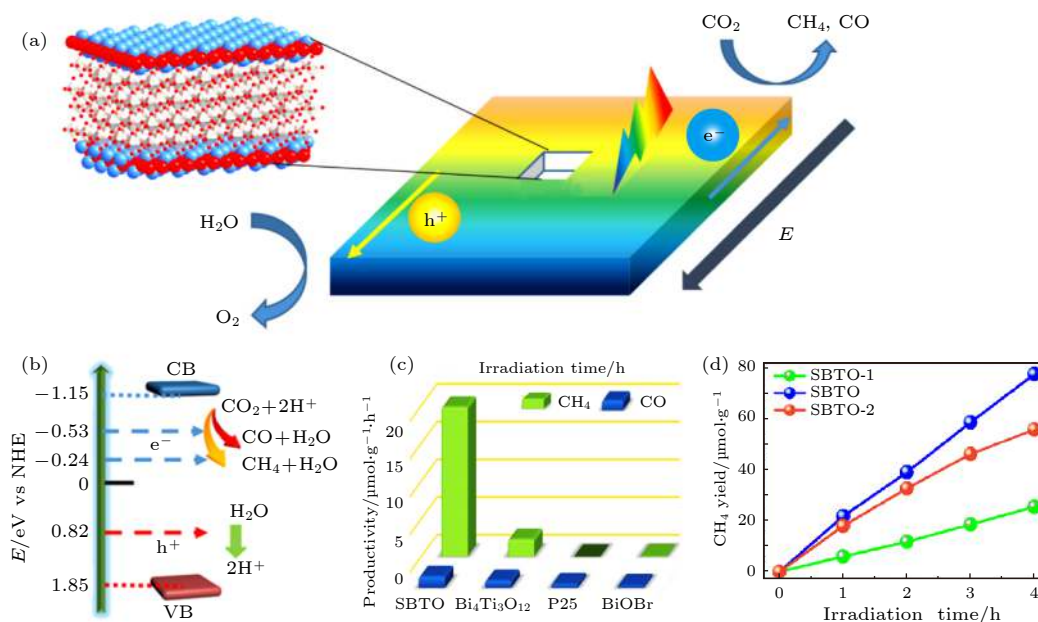 (a)
CO₂ CH₄, CO
e⁻
h⁺
H₂O
O₂
E
(b)
CB
−1.15
−0.53
−0.24
0
0.82
1.85
E/eV vs NHE
CO₂+2H⁺
e⁻
CO+H₂O
CH₄+H₂O
H₂O
h⁺
2H⁺
VB
(c)
Irradiation time/h
CH₄ CO
20
15
10
5
0
Productivity/μmol·g⁻¹·h⁻¹
SBTO Bi₄Ti₃O₁₂ P25 BiOBr
(d)
SBTO-1
SBTO
SBTO-2
80
60
40
20
0
CH₄ yield/μmol·g⁻¹
0 1 2 3 4
Irradiation time/h